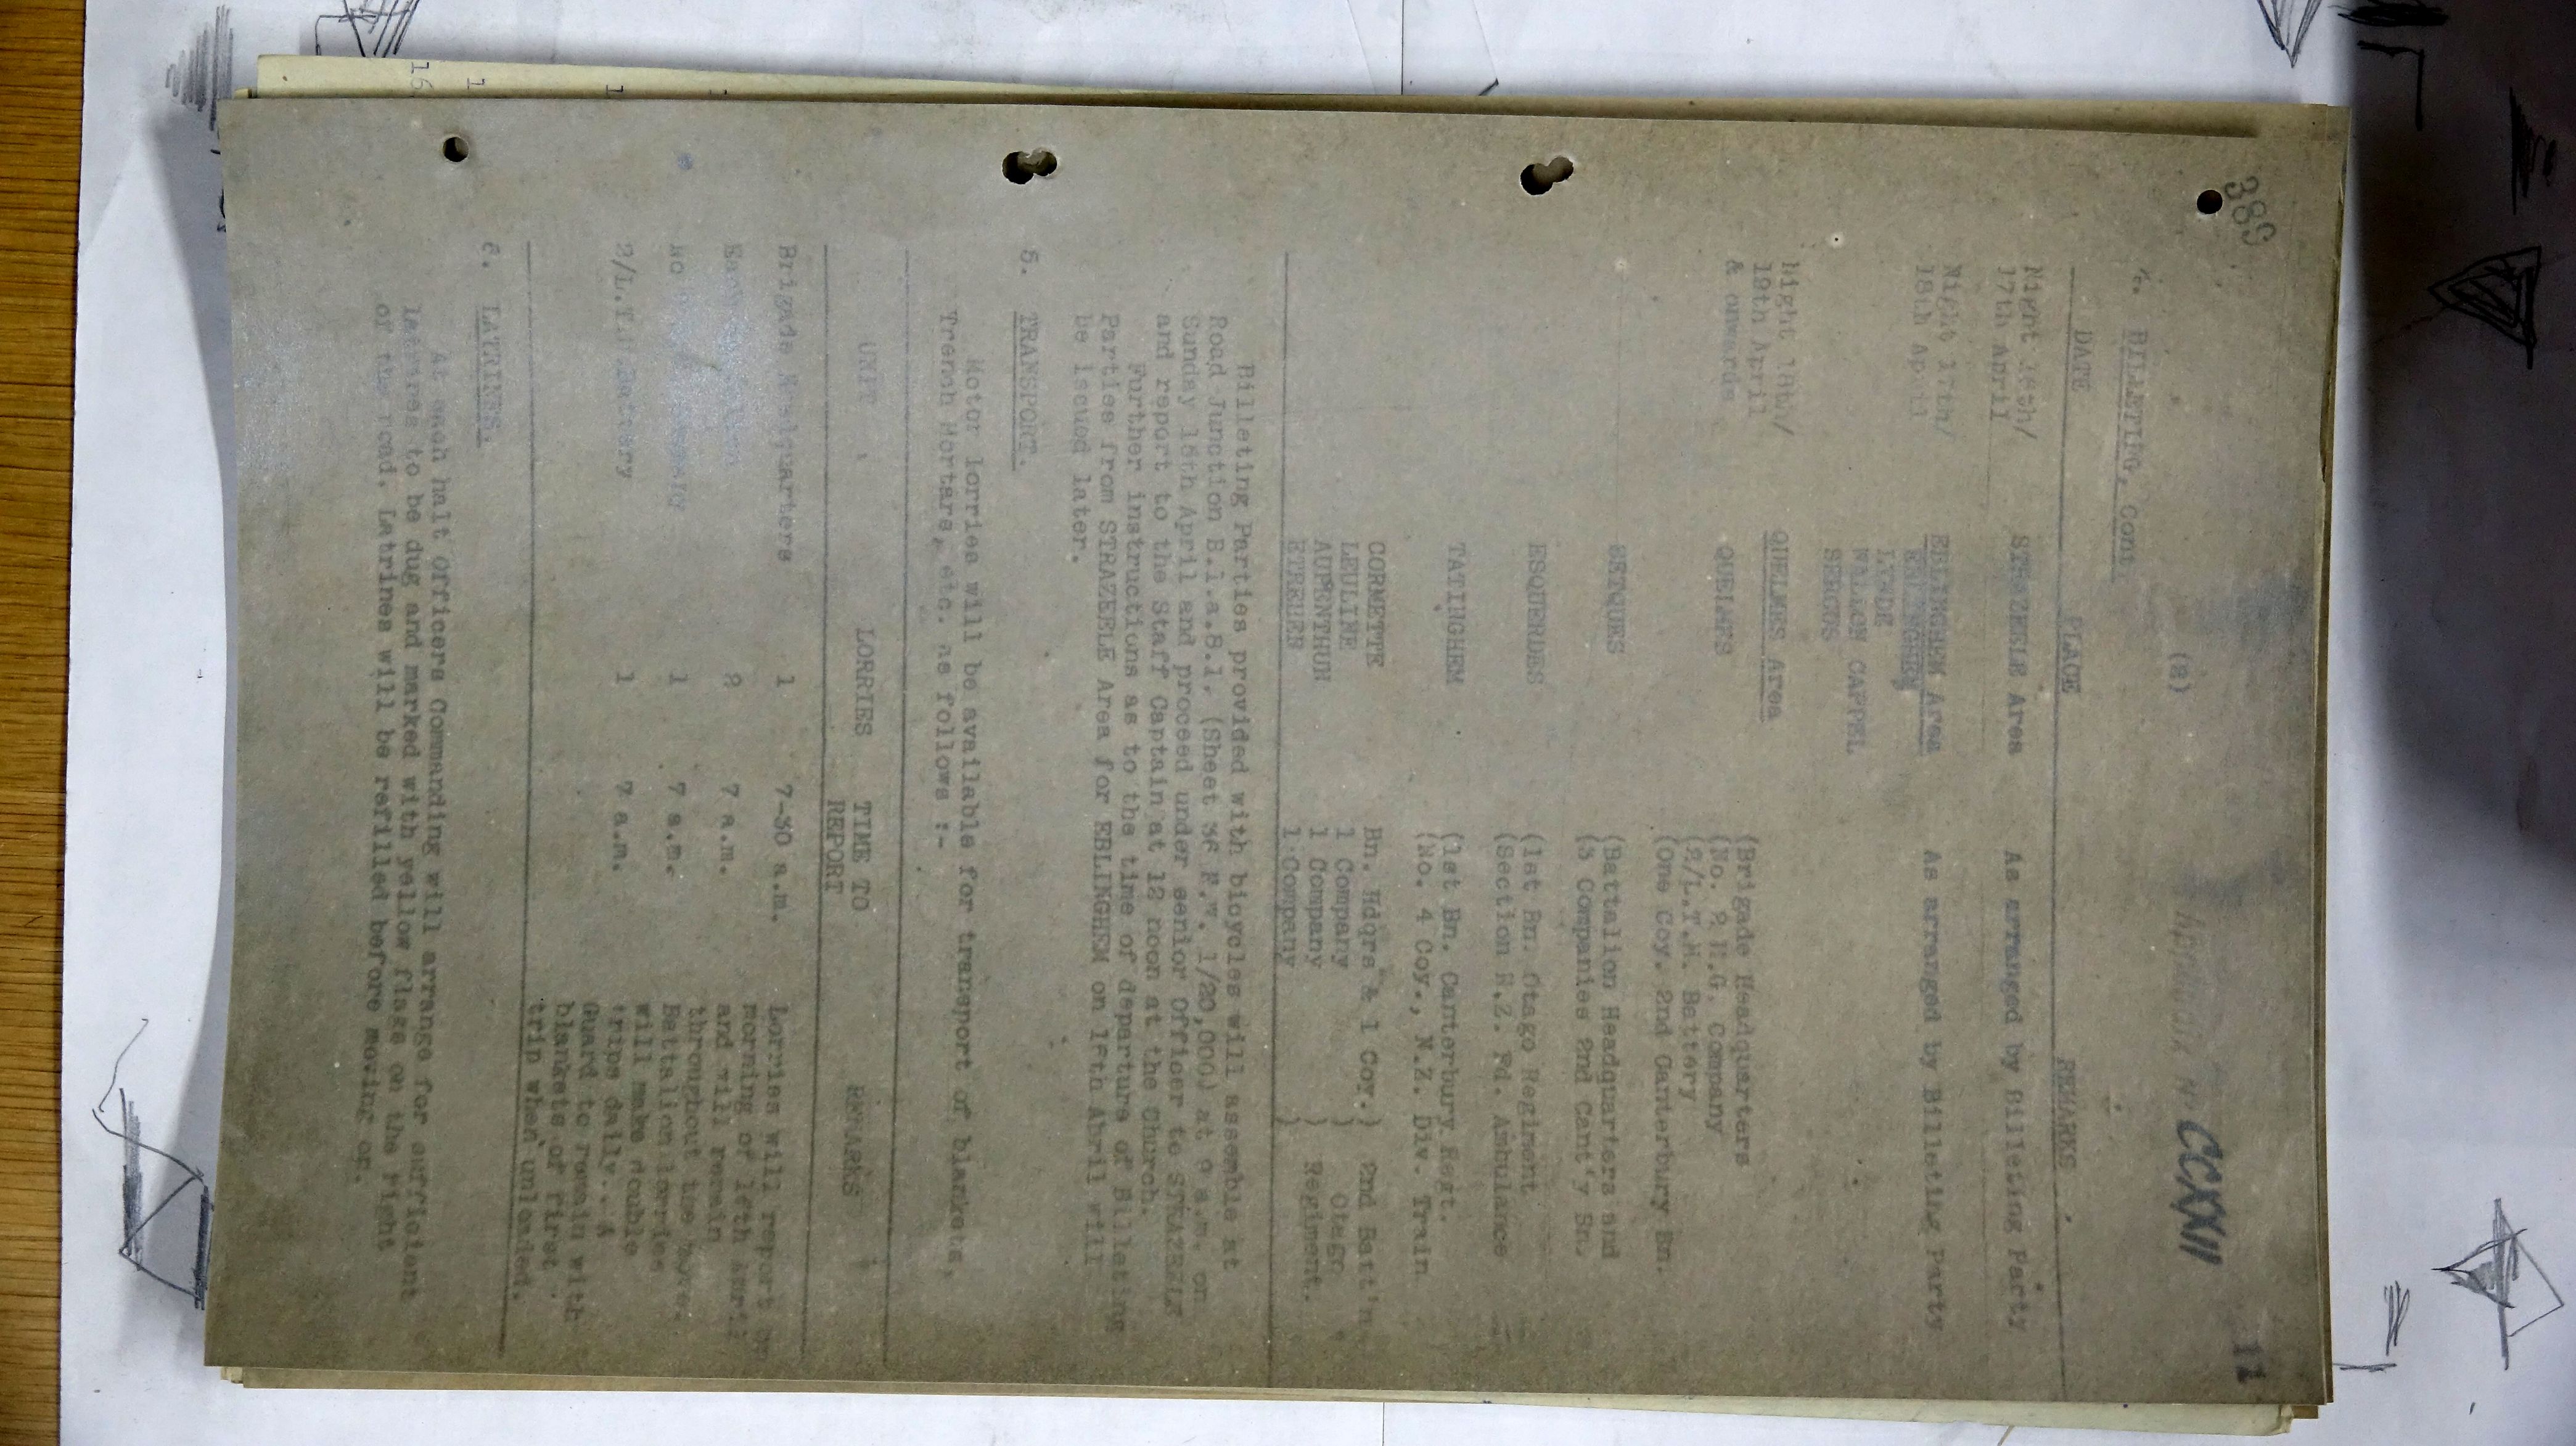 389
11
(2)
Appendix No CCXXII
4. BILLETING, Cont.
DATE PLACE REMARKS
Night 16th/ STRAZEELE Area As arranged by Billeting Party
17th April
Night 17th/ EBLINGHEM Area As arranged by Billeting Party
18th April EBLINGHEM
LYNDE
WALLON CAPPEL
SERCUS
Night 18th/ QUELMES Area
19th April (Brigade Headquarters
& onwards QUELMES (No. 2 M.G. Company
(2/L.T.M. Battery
(One Coy. 2nd Canterbury Bn.
SETQUES (Battalion Headquarters and
(3 Companies 2nd Cant'y Bn.
ESQUERDES (1st Bn. Otago Regiment
(Section N.Z. Fd. Ambulance
TATINGHEM (1st Bn. Canterbury Regt.
(No. 4 Coy., N.Z. Div. Train
CORMETTE Bn. Hdqrs & 1 Coy.) 2nd Batt'n
LEULINE 1 Company ) Otago
AUPENTHUN 1 Company ) Regiment.
ETREHEN 1 Company )
Billeting Parties provided with bicycles will assemble at
Road Junction B.1.a.8.1. (Sheet 36 N.W. 1/20,000) at 9 a.m. on
Sunday 15th April and proceed under senior Officer to STRAZEELE
and report to the Staff Captain at 12 noon at the Church.
Further instructions as to the time of departure of Billeting
Parties from STRAZEELE Area for EBLINGHEM on 16th April will
be issued later.
5. TRANSPORT.
Motor lorries will be available for transport of blankets,
Trench Mortars, etc. as follows :-
UNIT LORRIES TIME TO REMARKS
REPORT
Brigade Headquarters 1 7-30 a.m. Lorries will report on
morning of 16th April
Each Battalion 2 7 a.m. and will remain
throughout the move.
1 7 a.m. Battalion lorries
will make double
2/L.T.M. Battery 1 7 a.m. trips daily. A
Guard to remain with
blankets of first
trip when unloaded.
6. LATRINES.
At each halt Officers Commanding will arrange for sufficient
latrines to be dug and marked with yellow flags on the right
of the road. Latrines will be refilled before moving on.